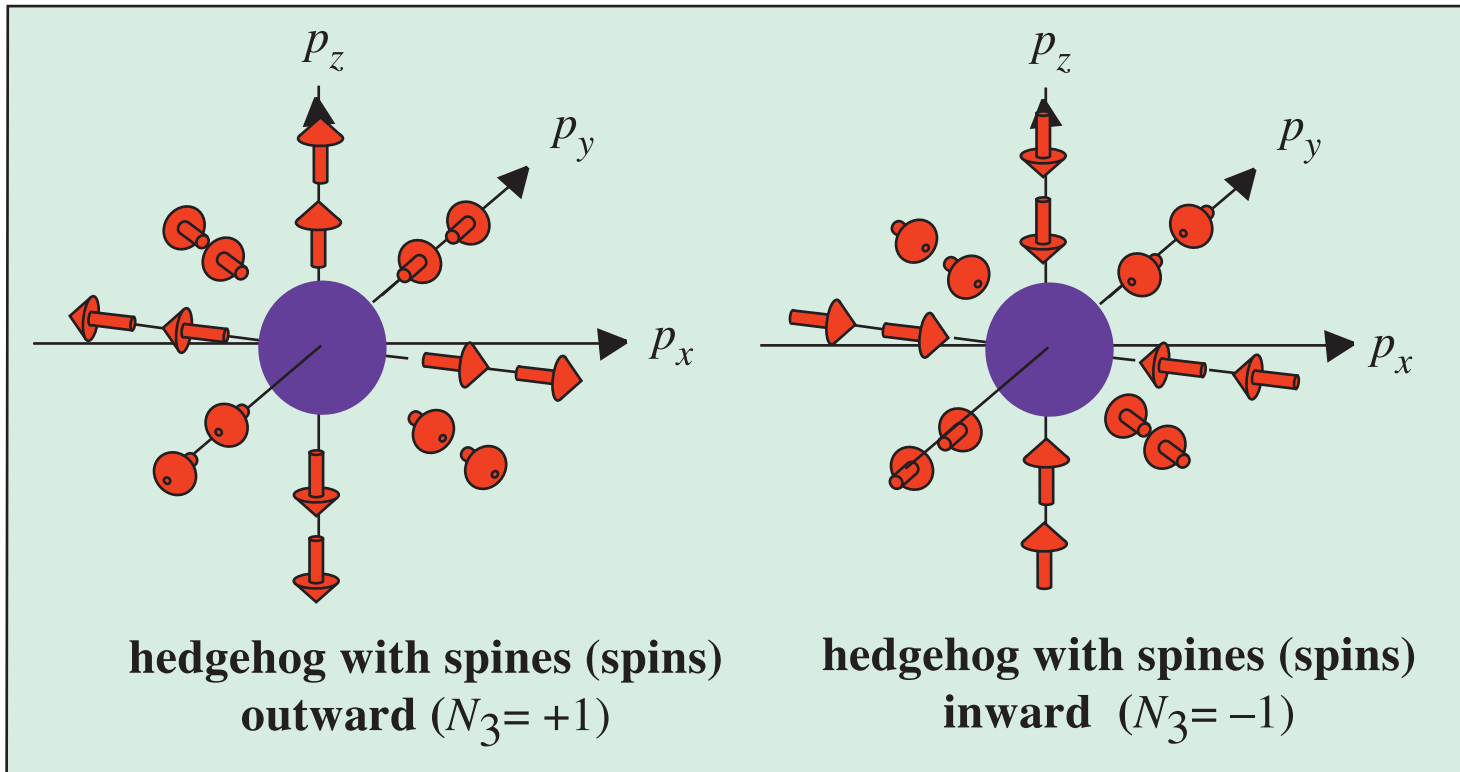 p_z
p_y
p_x
hedgehog with spines (spins)
outward (N_3= +1)
p_z
p_y
p_x
hedgehog with spines (spins)
inward (N_3= –1)